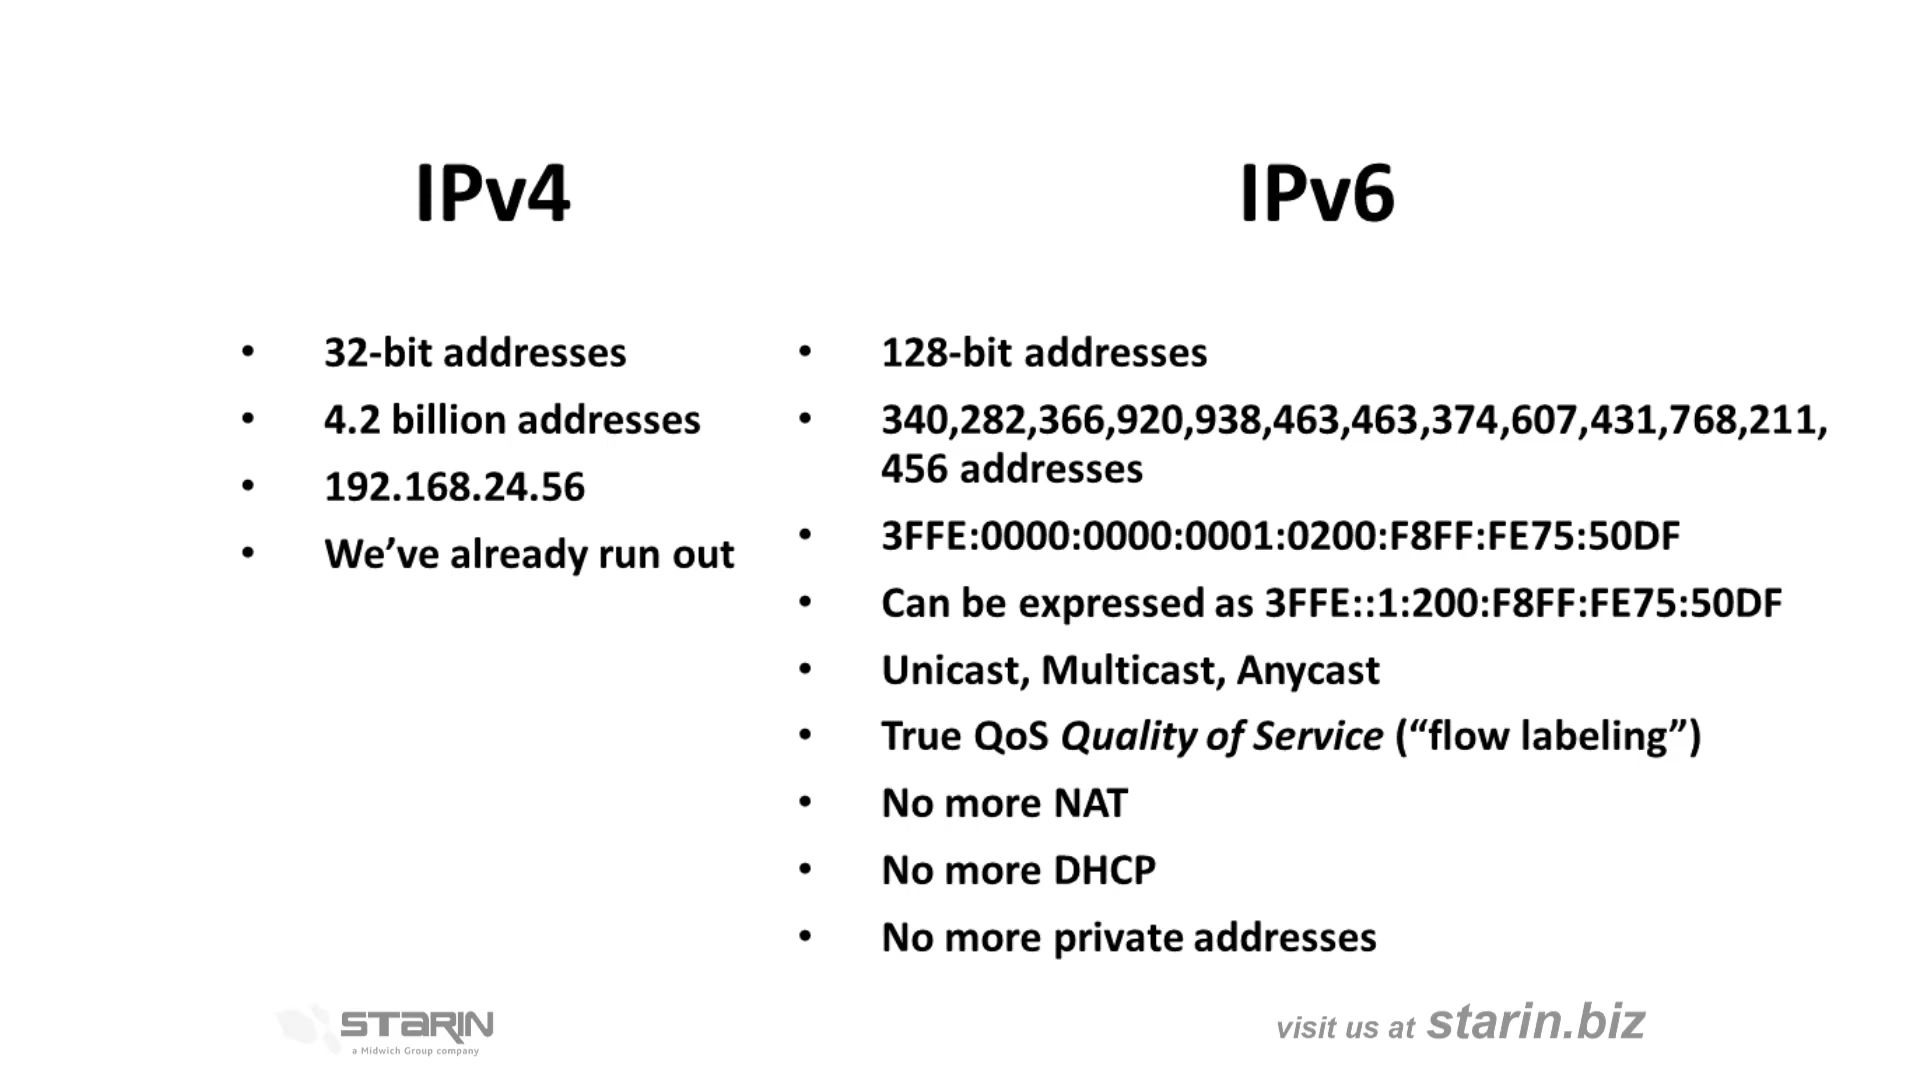 IPv4
• 32-bit addresses
• 4.2 billion addresses
• 192.168.24.56
• We’ve already run out
IPv6
• 128-bit addresses
• 340,282,366,920,938,463,463,374,607,431,768,211,
456 addresses
• 3FFE:0000:0000:0001:0200:F8FF:FE75:50DF
• Can be expressed as 3FFE::1:200:F8FF:FE75:50DF
• Unicast, Multicast, Anycast
• True QoS Quality of Service (“flow labeling”)
• No more NAT
• No more DHCP
• No more private addresses
STARIN
a Midwich Group company
visit us at starin.biz